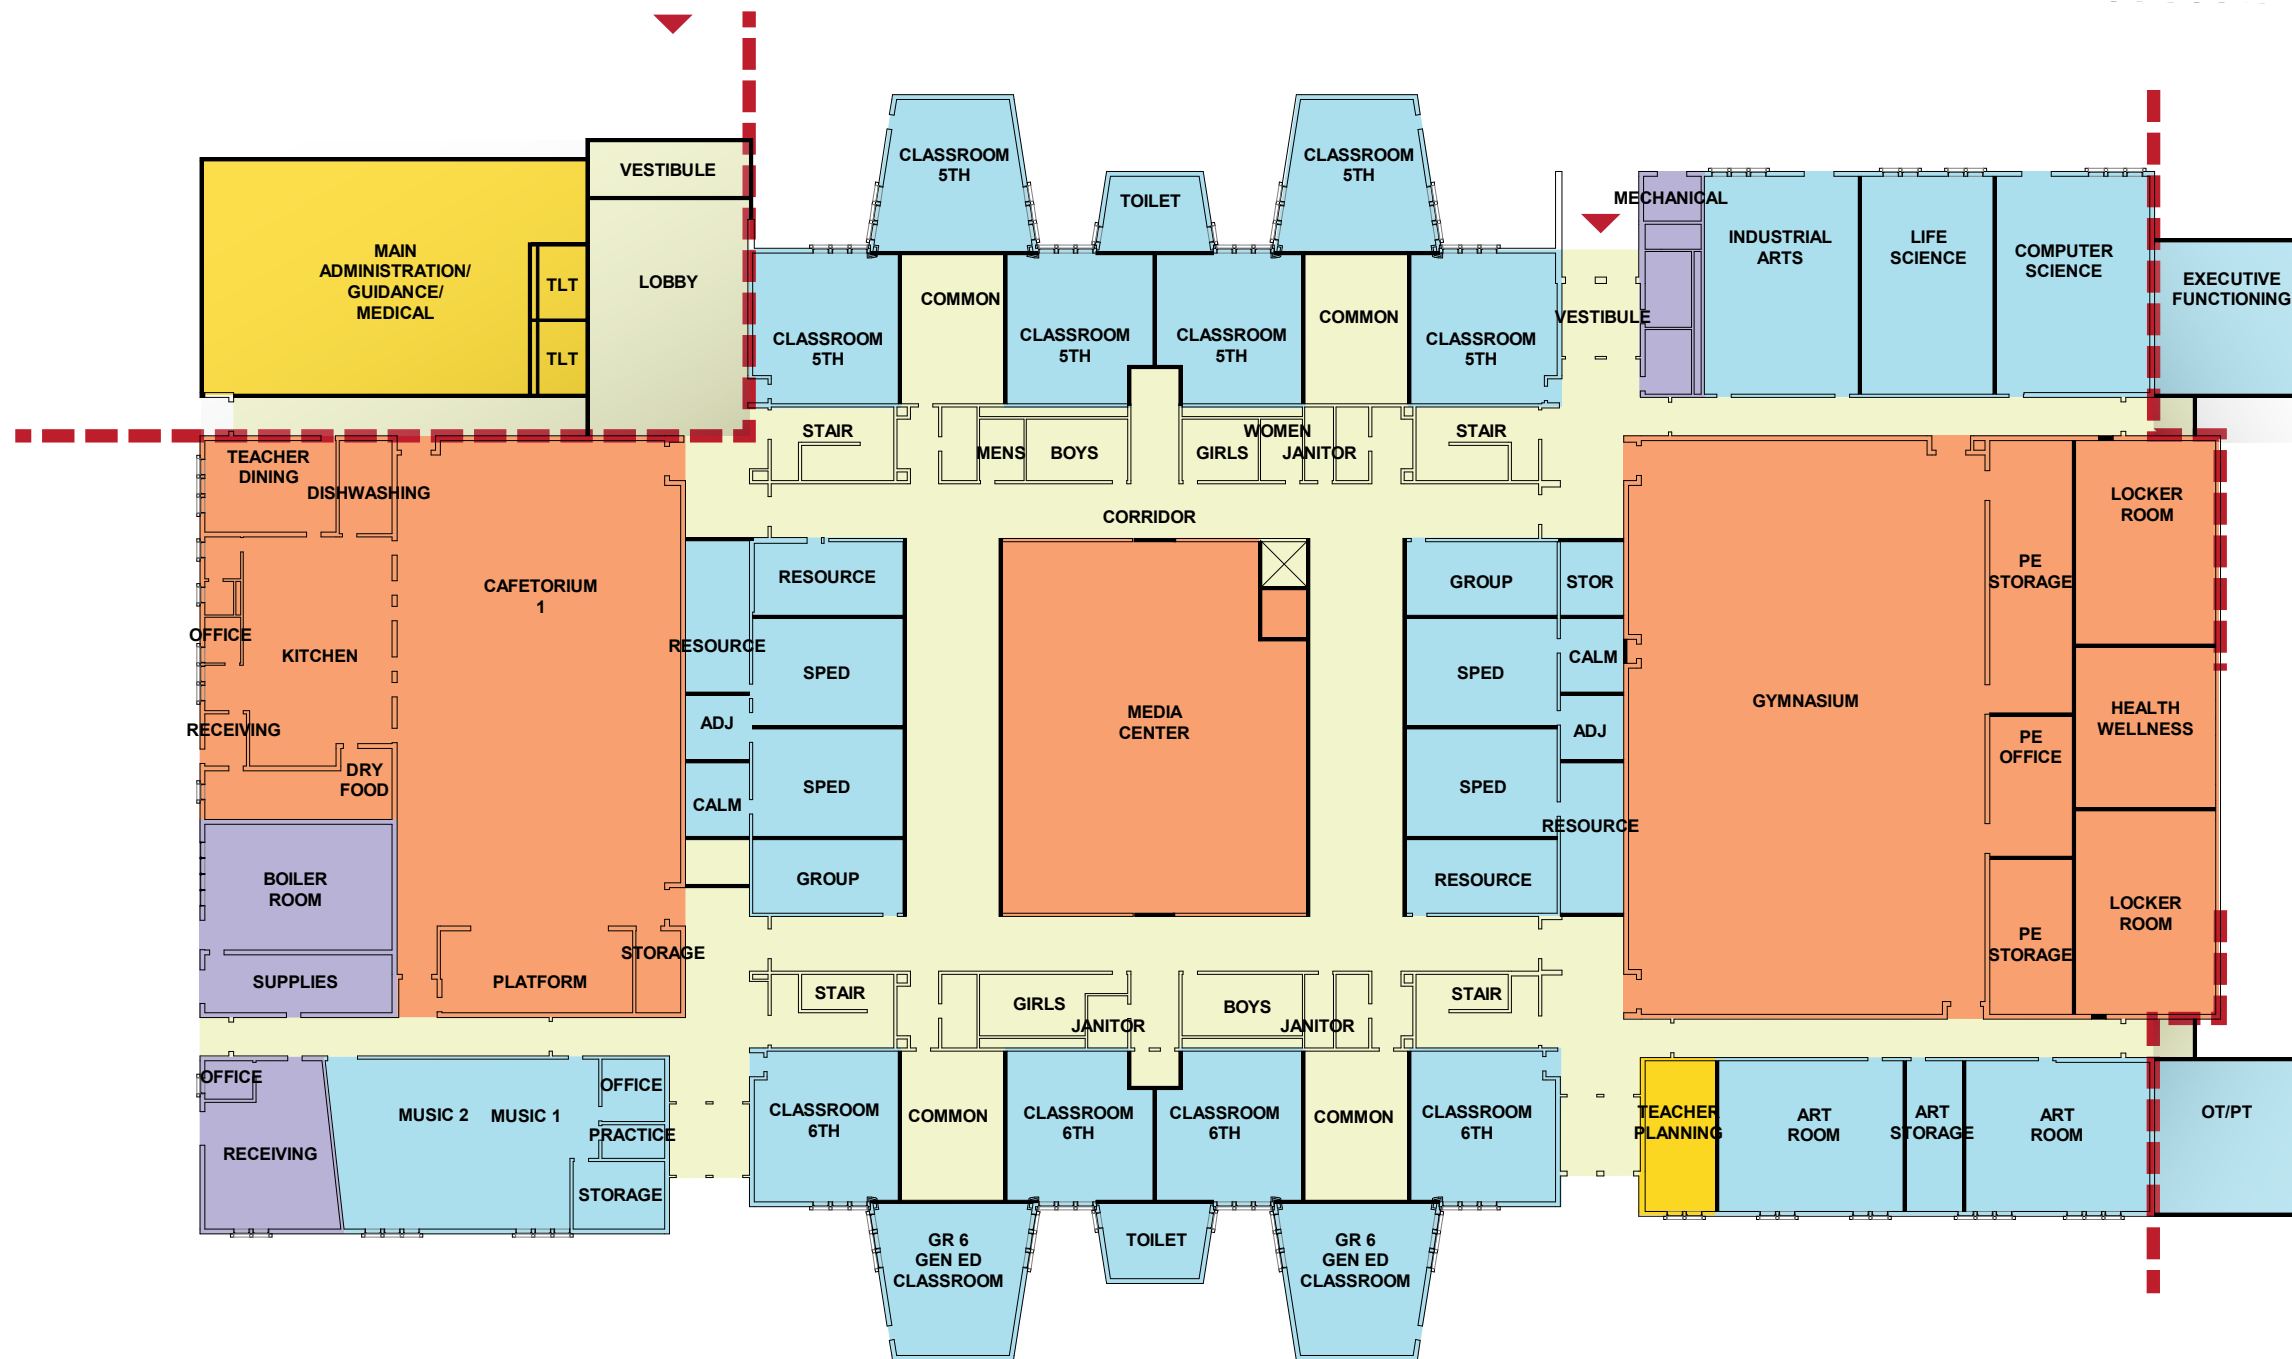 CLASSROOM
5TH
CLASSROOM
5TH
VESTIBULE
TOILET
MECHANICAL
MAIN
ADMINISTRATION/
GUIDANCE/
MEDICAL
TLT
TLT
LOBBY
INDUSTRIAL
ARTS
LIFE
SCIENCE
COMPUTER
SCIENCE
EXECUTIVE
FUNCTIONING
CLASSROOM
5TH
COMMON
CLASSROOM
5TH
CLASSROOM
5TH
COMMON
CLASSROOM
5TH
VESTIBULE
STAIR
MENS
BOYS
GIRLS
WOMEN
JANITOR
STAIR
TEACHER
DINING
DISHWASHING
CORRIDOR
LOCKER
ROOM
CAFETORIUM
1
RESOURCE
GROUP
STOR
PE
STORAGE
OFFICE
KITCHEN
RESOURCE
SPED
SPED
CALM
GYMNASIUM
RECEIVING
ADJ
MEDIA
CENTER
ADJ
PE
OFFICE
HEALTH
WELLNESS
DRY
FOOD
CALM
SPED
SPED
RESOURCE
BOILER
ROOM
GROUP
RESOURCE
LOCKER
ROOM
STORAGE
PE
STORAGE
SUPPLIES
PLATFORM
STAIR
GIRLS
JANITOR
BOYS
JANITOR
STAIR
OFFICE
MUSIC 2
MUSIC 1
OFFICE
PRACTICE
RECEIVING
STORAGE
CLASSROOM
6TH
COMMON
CLASSROOM
6TH
CLASSROOM
6TH
COMMON
CLASSROOM
6TH
TEACHER
PLANNING
ART
ROOM
ART
STORAGE
ART
ROOM
OT/PT
GR 6
GEN ED
CLASSROOM
TOILET
GR 6
GEN ED
CLASSROOM